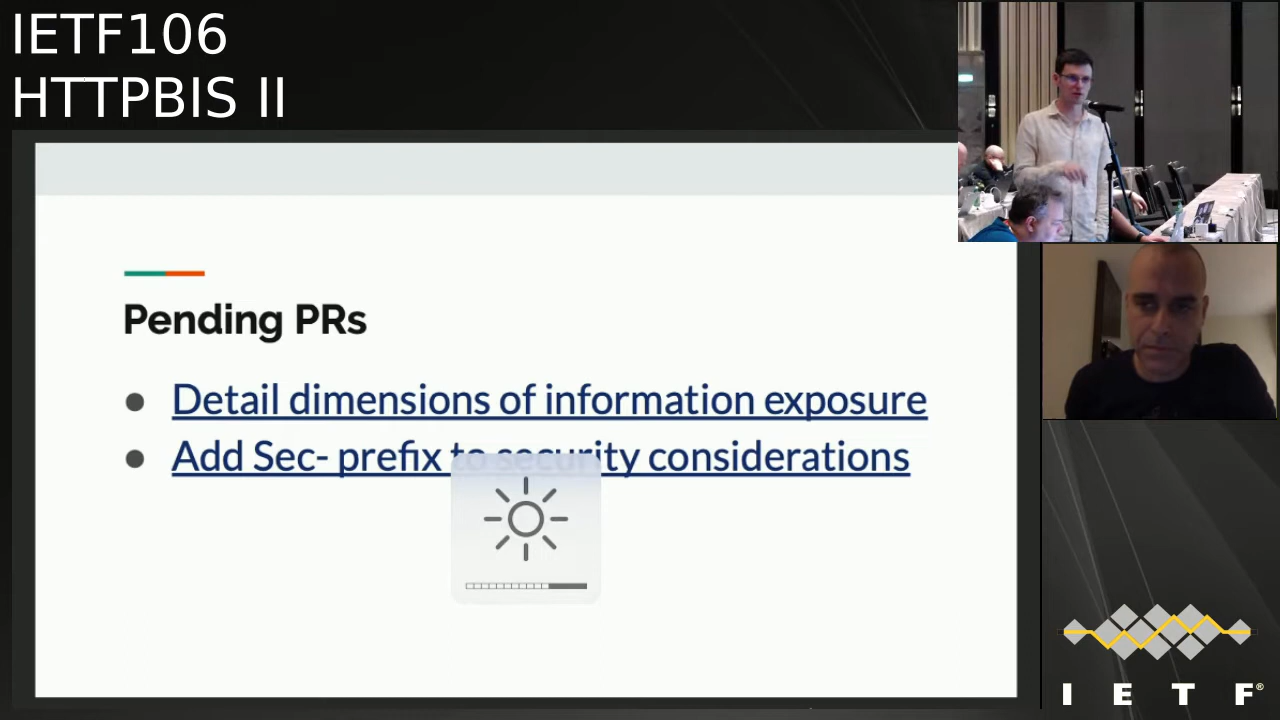 IETF106
HTTPBIS II
Pending PRs
Detail dimensions of information exposure
Add Sec- prefix to security considerations
I E T F®